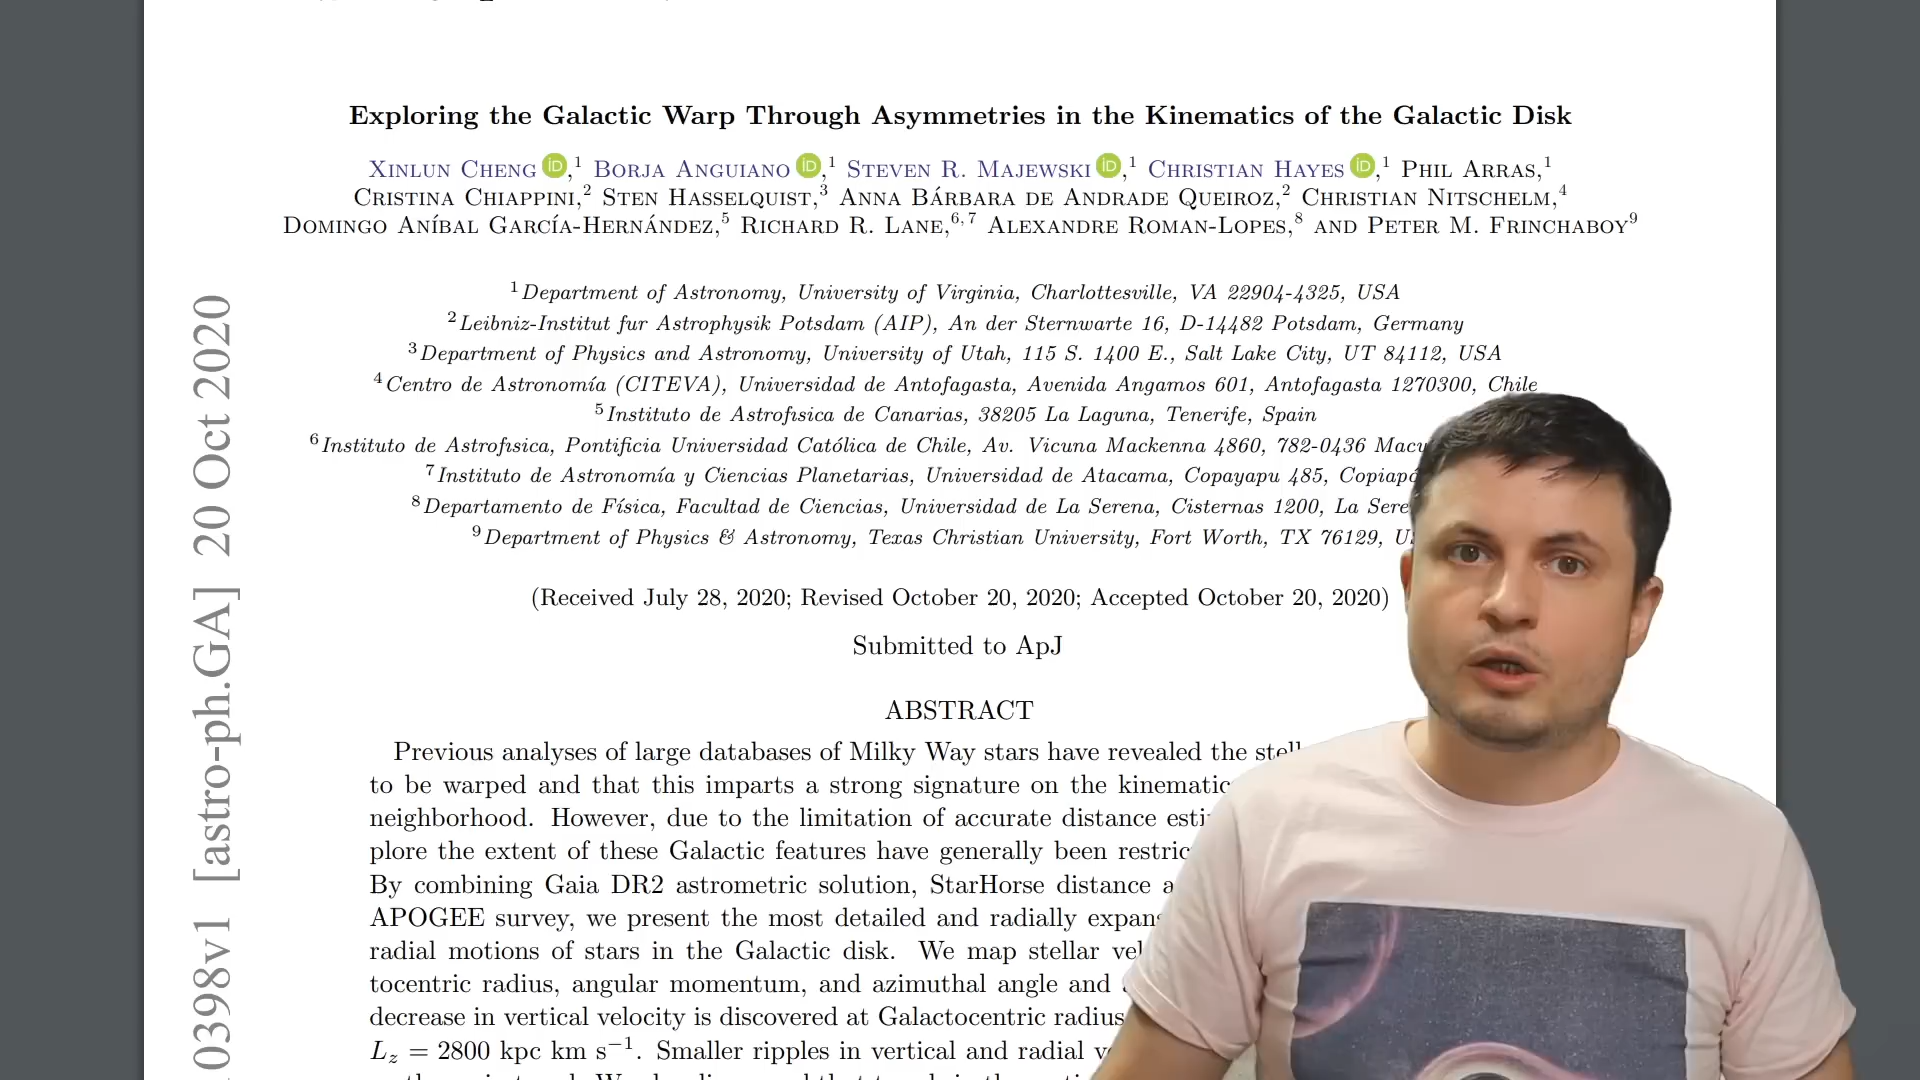 Exploring the Galactic Warp Through Asymmetries in the Kinematics of the Galactic Disk
Xinlun Cheng iD,1 Borja Anguiano iD,1 Steven R. Majewski iD,1 Christian Hayes iD,1 Phil Arras,1
Cristina Chiappini,2 Sten Hasselquist,3 Anna Bárbara de Andrade Queiroz,2 Christian Nitschelm,4
Domingo Aníbal García-Hernández,5 Richard R. Lane,6,7 Alexandre Roman-Lopes,8 and Peter M. Frinchaboy9
1Department of Astronomy, University of Virginia, Charlottesville, VA 22904-4325, USA
2Leibniz-Institut fur Astrophysik Potsdam (AIP), An der Sternwarte 16, D-14482 Potsdam, Germany
3Department of Physics and Astronomy, University of Utah, 115 S. 1400 E., Salt Lake City, UT 84112, USA
4Centro de Astronomía (CITEVA), Universidad de Antofagasta, Avenida Angamos 601, Antofagasta 1270300, Chile
5Instituto de Astrofısica de Canarias, 38205 La Laguna, Tenerife, Spain
6Instituto de Astrofısica, Pontificia Universidad Católica de Chile, Av. Vicuna Mackenna 4860, 782-0436
7Instituto de Astronomía y Ciencias Planetarias, Universidad de Atacama, Copayapu 485,
8Departamento de Física, Facultad de Ciencias, Universidad de La Serena, Cisternas 1200, La
9Department of Physics & Astronomy, Texas Christian University, Fort Worth, TX 76129,
(Received July 28, 2020; Revised October 20, 2020; Accepted October 20, 2020)
Submitted to ApJ
ABSTRACT
Previous analyses of large databases of Milky Way stars have revealed the
to be warped and that this imparts a strong signature on the
neighborhood. However, due to the limitation of accurate distance
plore the extent of these Galactic features have generally been
By combining Gaia DR2 astrometric solution, StarHorse distance
APOGEE survey, we present the most detailed and radially
radial motions of stars in the Galactic disk. We map stellar
tocentric radius, angular momentum, and azimuthal angle and
decrease in vertical velocity is discovered at Galactocentric radius
Lz = 2800 kpc km s−1. Smaller ripples in vertical and radial
0398v1 [astro-ph.GA] 20 Oct 2020